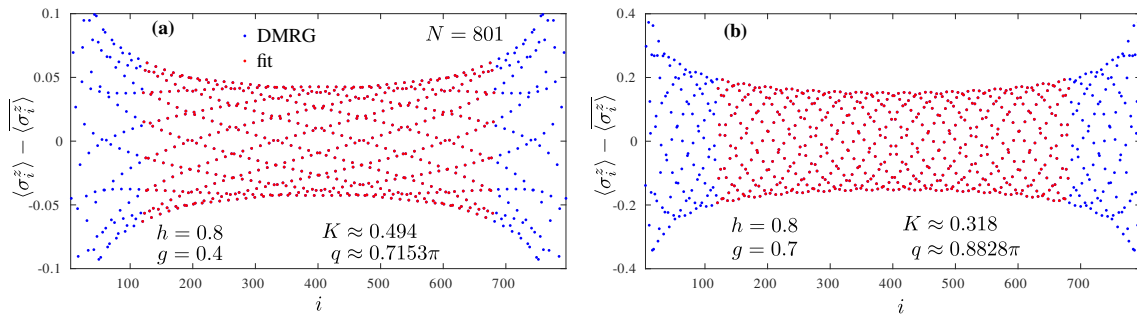 (a)
DMRG
fit
N = 801
0.1
0.05
0
-0.05
-0.1
⟨σ_i^z⟩ − \overline{⟨σ_i^z⟩}
h = 0.8
g = 0.4
K ≈ 0.494
q ≈ 0.7153π
100 200 300 400 500 600 700
i
(b)
0.4
0.2
0
-0.2
-0.4
⟨σ_i^z⟩ − \overline{⟨σ_i^z⟩}
h = 0.8
g = 0.7
K ≈ 0.318
q ≈ 0.8828π
100 200 300 400 500 600 700
i